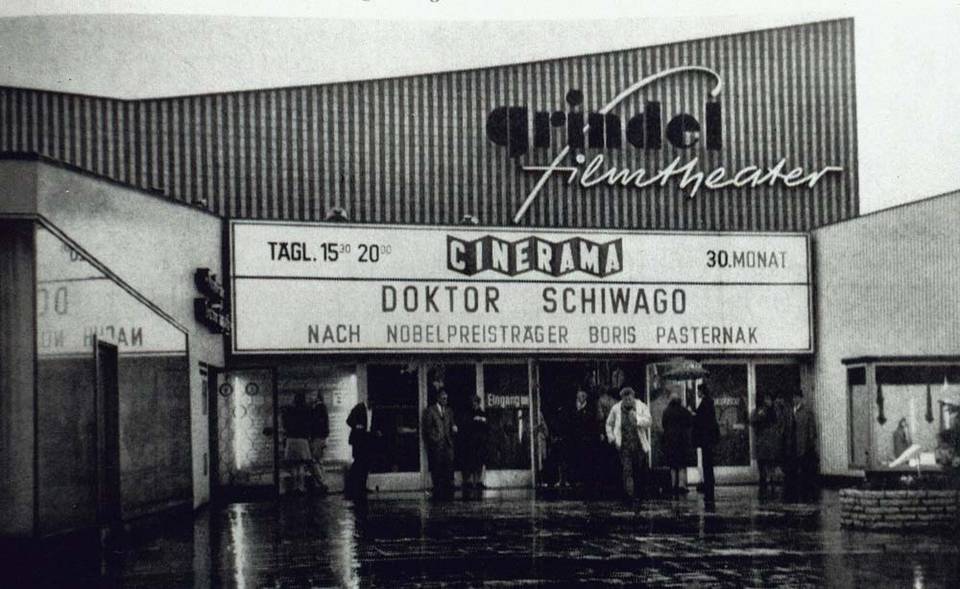 grindel
filmtheater
TÄGL. 15³⁰ 20⁰⁰ CINERAMA 30. MONAT
DOKTOR SCHIWAGO
NACH NOBELPREISTRÄGER BORIS PASTERNAK
Eingang